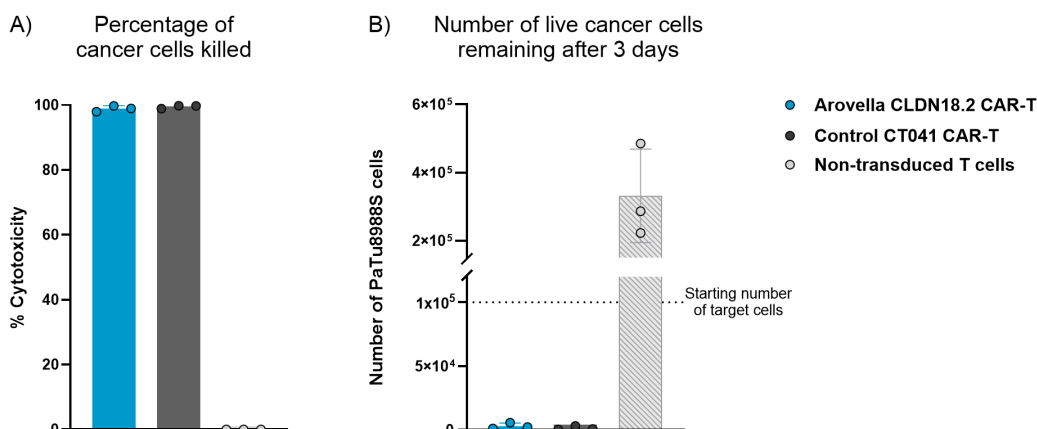 A)
Percentage of
cancer cells killed
% Cytotoxicity
100
80
60
40
20
0
B)
Number of live cancer cells
remaining after 3 days
Number of PaTu8988S cells
6×10⁵
4×10⁵
2×10⁵
1×10⁵
5×10⁴
0
Starting number
of target cells
Arovella CLDN18.2 CAR-T
Control CT041 CAR-T
Non-transduced T cells